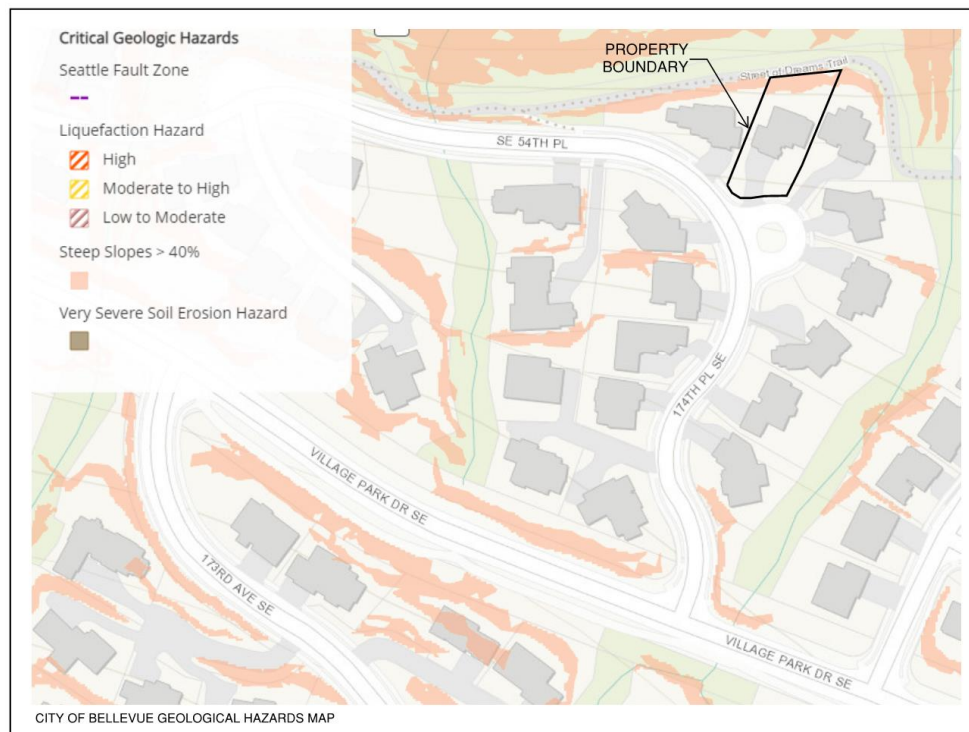 Critical Geologic Hazards
Seattle Fault Zone
Liquefaction Hazard
High
Moderate to High
Low to Moderate
Steep Slopes > 40%
Very Severe Soil Erosion Hazard
PROPERTY
BOUNDARY
Street of Dreams Trail
SE 54TH PL
174TH PL SE
VILLAGE PARK DR SE
173RD AVE SE
VILLAGE PARK DR SE
CITY OF BELLEVUE GEOLOGICAL HAZARDS MAP